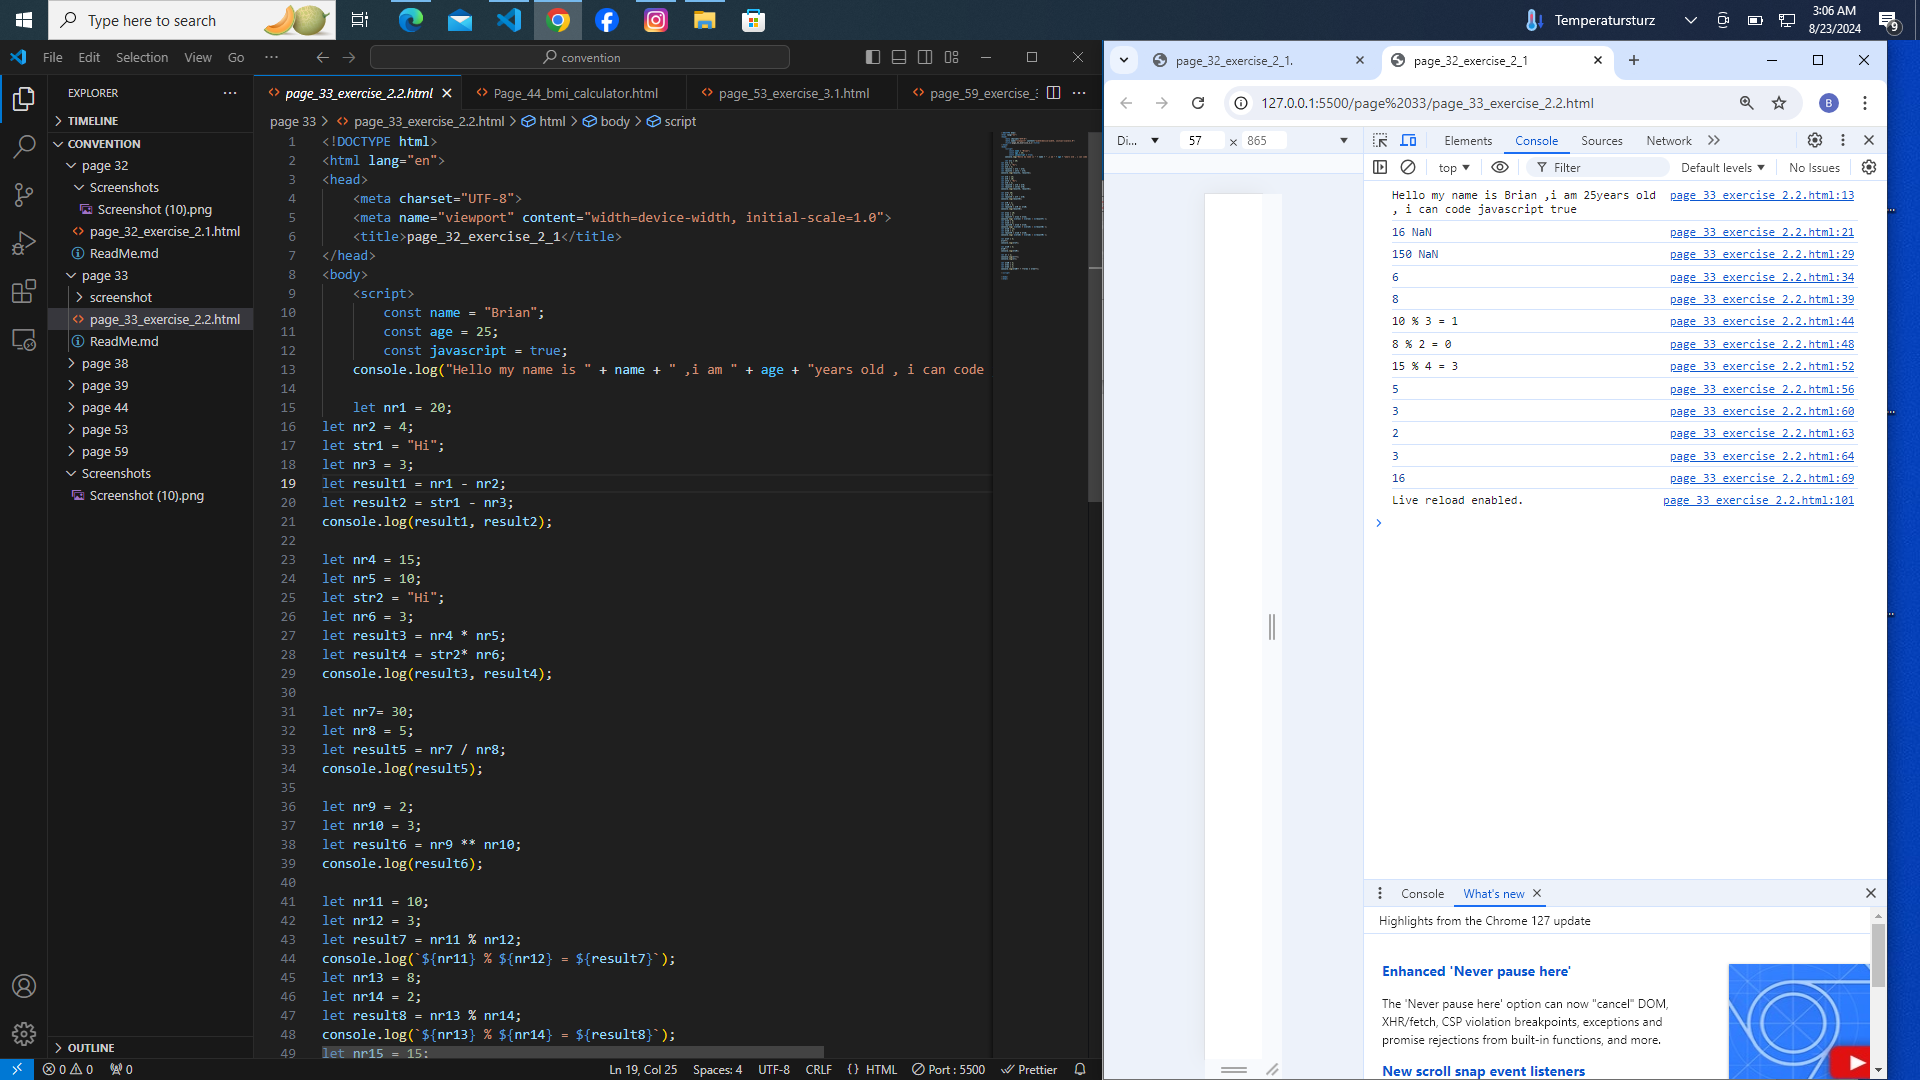 Type here to search
Temperatursturz
3:06 AM
8/23/2024
9
File Edit Selection View Go
convention
EXPLORER
TIMELINE
CONVENTION
page 32
Screenshots
Screenshot (10).png
page_32_exercise_2.1.html
ReadMe.md
page 33
screenshot
page_33_exercise_2.2.html
ReadMe.md
page 38
page 39
page 44
page 53
page 59
Screenshots
Screenshot (10).png
OUTLINE
page_33_exercise_2.2.html Page_44_bmi_calculator.html page_53_exercise_3.1.html page_59_exercise_3
page 33 > page_33_exercise_2.2.html > html > body > script
1 <!DOCTYPE html>
2 <html lang="en">
3 <head>
4 <meta charset="UTF-8">
5 <meta name="viewport" content="width=device-width, initial-scale=1.0">
6 <title>page_32_exercise_2_1</title>
7 </head>
8 <body>
9 <script>
10 const name = "Brian";
11 const age = 25;
12 const javascript = true;
13 console.log("Hello my name is " + name + " ,i am " + age + "years old , i can code
14
15 let nr1 = 20;
16 let nr2 = 4;
17 let str1 = "Hi";
18 let nr3 = 3;
19 let result1 = nr1 - nr2;
20 let result2 = str1 - nr3;
21 console.log(result1, result2);
22
23 let nr4 = 15;
24 let nr5 = 10;
25 let str2 = "Hi";
26 let nr6 = 3;
27 let result3 = nr4 * nr5;
28 let result4 = str2* nr6;
29 console.log(result3, result4);
30
31 let nr7= 30;
32 let nr8 = 5;
33 let result5 = nr7 / nr8;
34 console.log(result5);
35
36 let nr9 = 2;
37 let nr10 = 3;
38 let result6 = nr9 ** nr10;
39 console.log(result6);
40
41 let nr11 = 10;
42 let nr12 = 3;
43 let result7 = nr11 % nr12;
44 console.log(`${nr11} % ${nr12} = ${result7}`);
45 let nr13 = 8;
46 let nr14 = 2;
47 let result8 = nr13 % nr14;
48 console.log(`${nr13} % ${nr14} = ${result8}`);
49 let nr15 = 15;
0 0 0 Ln 19, Col 25 Spaces: 4 UTF-8 CRLF {} HTML Port : 5500 Prettier
page_32_exercise_2_1. page_32_exercise_2_1
127.0.0.1:5500/page%2033/page_33_exercise_2.2.html
B
Di... 57 × 865
Elements Console Sources Network
top Filter Default levels No Issues
Hello my name is Brian ,i am 25years old page 33 exercise 2.2.html:13
, i can code javascript true
16 NaN page 33 exercise 2.2.html:21
150 NaN page 33 exercise 2.2.html:29
6 page 33 exercise 2.2.html:34
8 page 33 exercise 2.2.html:39
10 % 3 = 1 page 33 exercise 2.2.html:44
8 % 2 = 0 page 33 exercise 2.2.html:48
15 % 4 = 3 page 33 exercise 2.2.html:52
5 page 33 exercise 2.2.html:56
3 page 33 exercise 2.2.html:60
2 page 33 exercise 2.2.html:63
3 page 33 exercise 2.2.html:64
16 page 33 exercise 2.2.html:69
Live reload enabled. page 33 exercise 2.2.html:101
Console What's new
Highlights from the Chrome 127 update
Enhanced 'Never pause here'
The 'Never pause here' option can now "cancel" DOM,
XHR/fetch, CSP violation breakpoints, exceptions and
promise rejections from built-in functions, and more.
New scroll snap event listeners